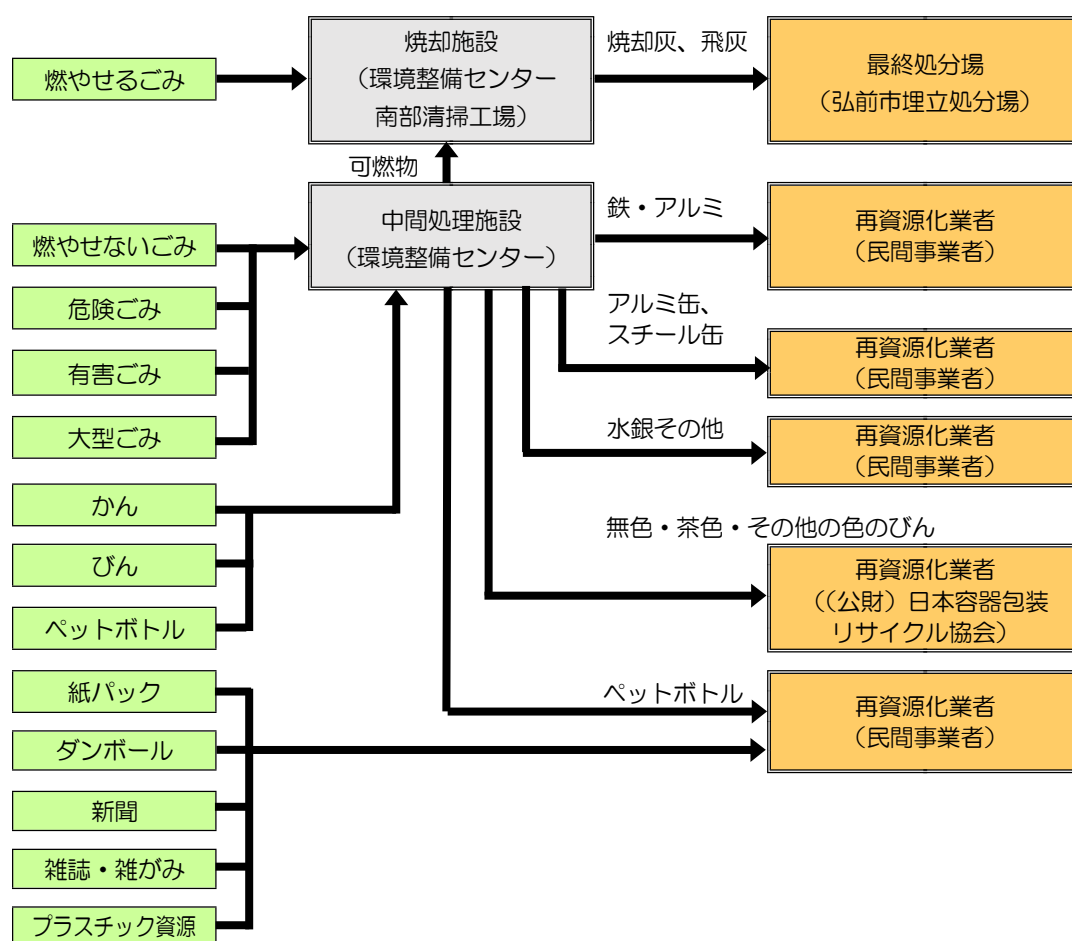 燃やせるごみ
焼却施設
（環境整備センター
南部清掃工場）
焼却灰、飛灰
最終処分場
（弘前市埋立処分場）
可燃物
燃やせないごみ
危険ごみ
有害ごみ
大型ごみ
中間処理施設
（環境整備センター）
鉄・アルミ
再資源化業者
（民間事業者）
アルミ缶、
スチール缶
再資源化業者
（民間事業者）
水銀その他
再資源化業者
（民間事業者）
かん
びん
ペットボトル
無色・茶色・その他の色のびん
再資源化業者
（（公財）日本容器包装
リサイクル協会）
紙パック
ダンボール
新聞
雑誌・雑がみ
プラスチック資源
ペットボトル
再資源化業者
（民間事業者）